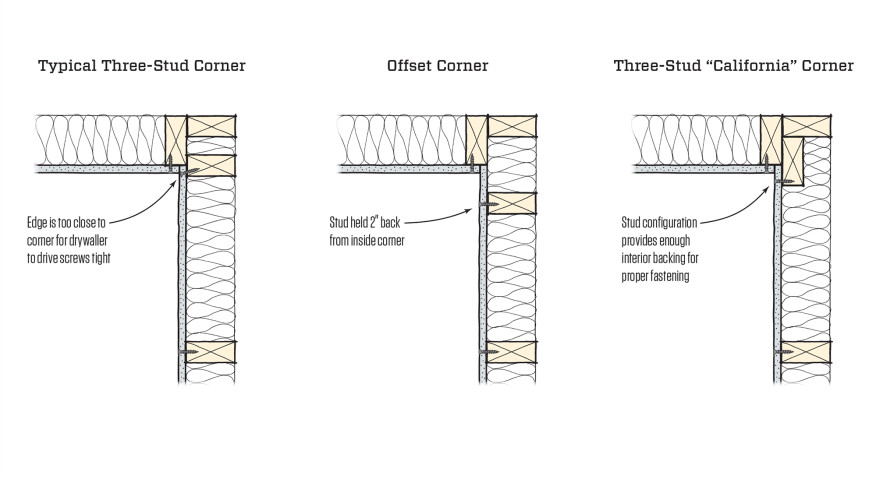 Typical Three-Stud Corner
Edge is too close to
corner for drywaller
to drive screws tight
Offset Corner
Stud held 2" back
from inside corner
Three-Stud “California” Corner
Stud configuration
provides enough
interior backing for
proper fastening